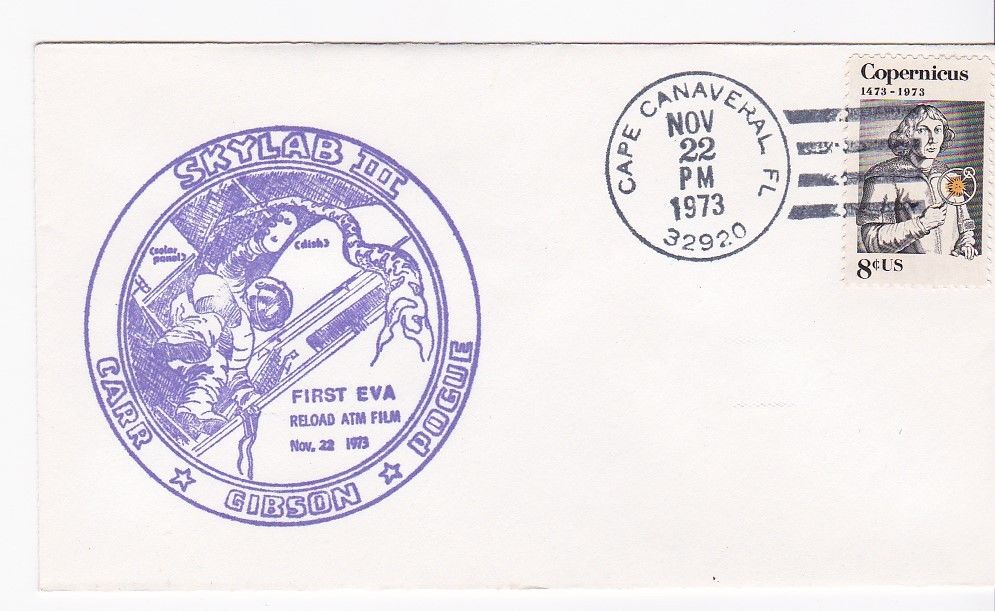 SKYLAB III
(solar
panel)
(dish)
FIRST EVA
RELOAD ATM FILM
Nov. 22 1973
CARR
GIBSON
POGUE
CAPE CANAVERAL, FL
NOV
22
PM
1973
32920
Copernicus
1473-1973
8¢US